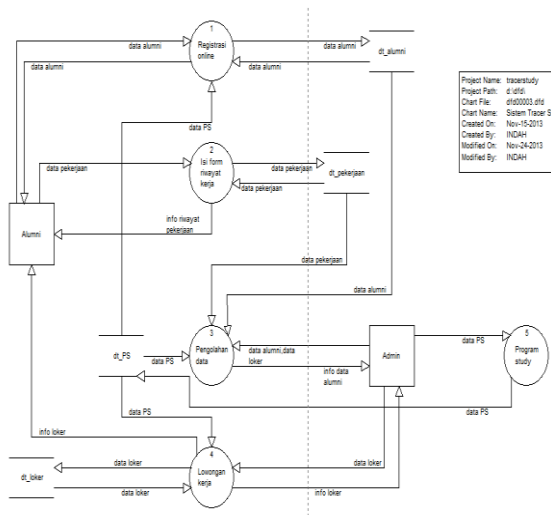 1
Registrasi
online
data alumni
data alumni
data alumni
data alumni
dt_alumni
Project Name: tracerstudy
Project Path: d:\dfd\
Chart File: dfd00003.dfd
Chart Name: Sistem Tracer S
Created On: Nov-15-2013
Created By: INDAH
Modified On: Nov-24-2013
Modified By: INDAH
data PS
2
Isi form
riwayat
kerja
data pekerjaan
data pekerjaan
data pekerjaan
dt_pekerjaan
Alumni
info riwayat
pekerjaan
data pekerjaan
data alumni
3
Pengolahan
data
dt_PS
data PS
data alumni,data
loker
info data
alumni
Admin
data PS
5
Program
study
data PS
data PS
info loker
4
Lowongan
kerja
dt_loker
data loker
data loker
data loker
info loker